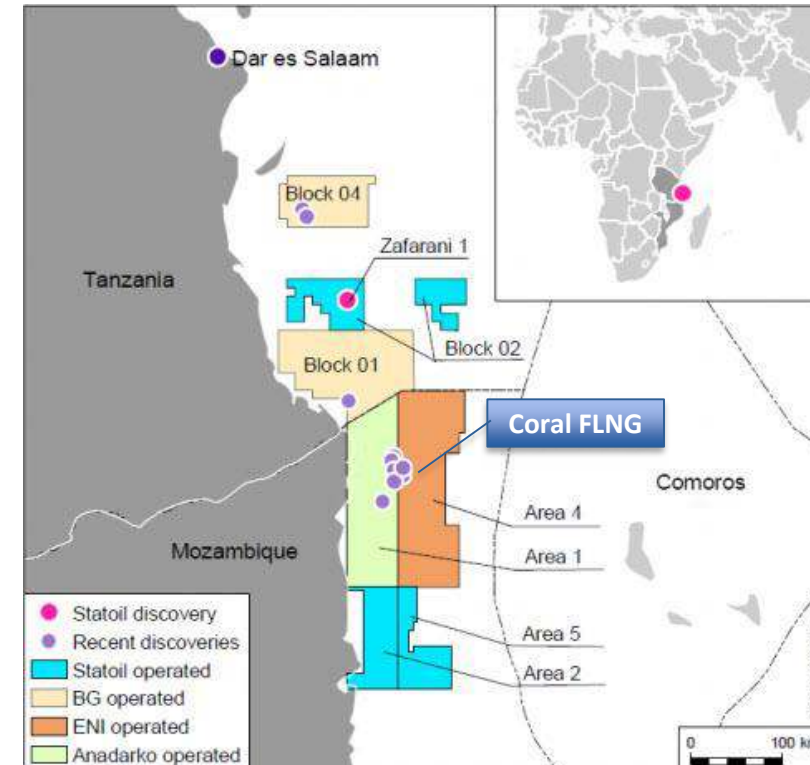 Dar es Salaam
Block 04
Zafarani 1
Tanzania
Block 02
Block 01
Coral FLNG
Comoros
Area 4
Area 1
Mozambique
Area 5
Area 2
Statoil discovery
Recent discoveries
Statoil operated
BG operated
ENI operated
Anadarko operated
0 100 km